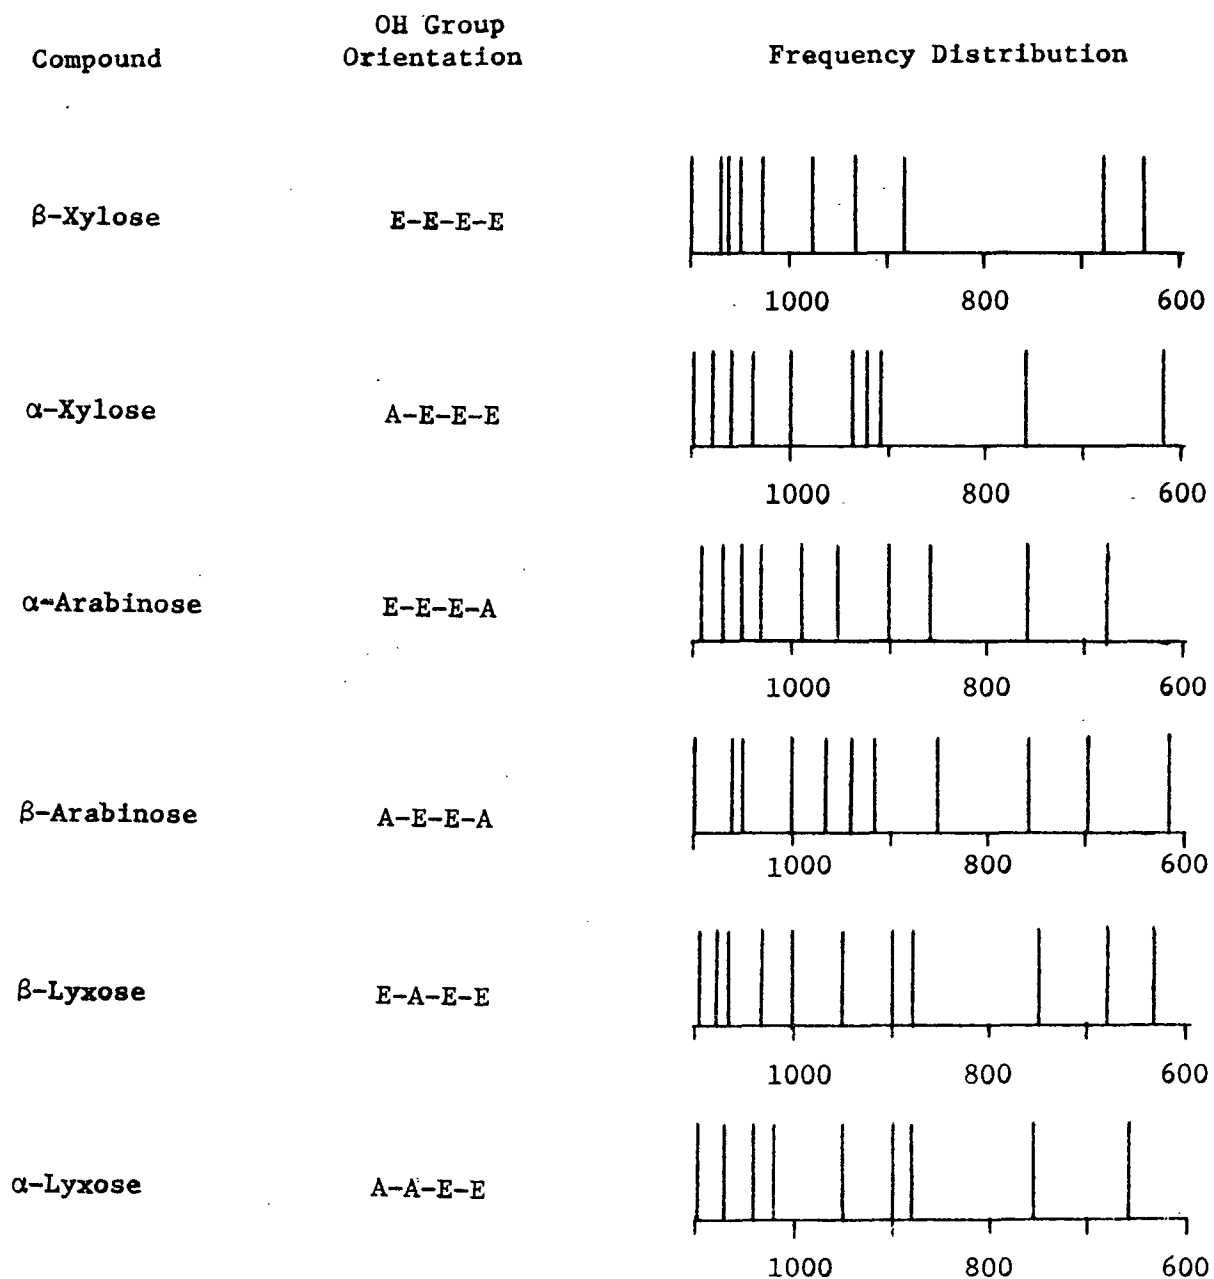 OH Group
Compound Orientation Frequency Distribution
β-Xylose E-E-E-E
1000 800 600
α-Xylose A-E-E-E
1000 800 600
α-Arabinose E-E-E-A
1000 800 600
β-Arabinose A-E-E-A
1000 800 600
β-Lyxose E-A-E-E
1000 800 600
α-Lyxose A-A-E-E
1000 800 600